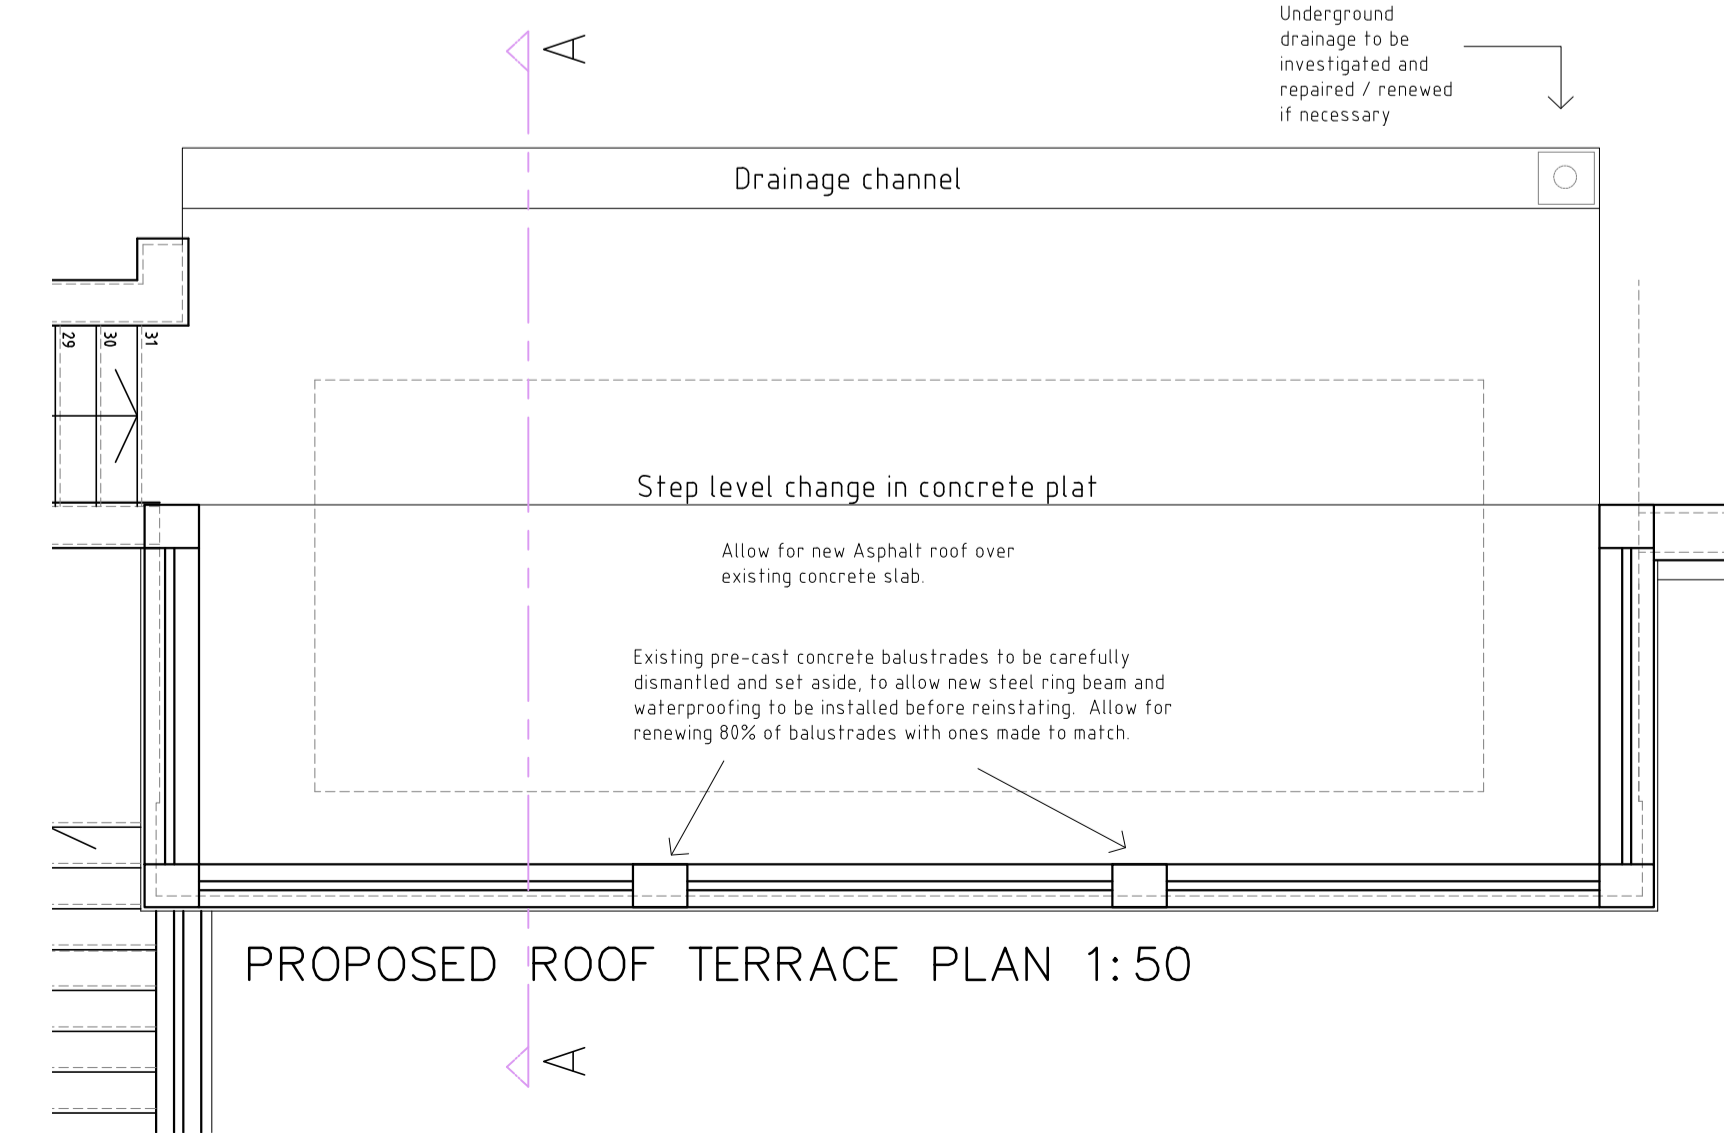 A
Underground
drainage to be
investigated and
repaired / renewed
if necessary
Drainage channel
29
30
31
Step level change in concrete plat
Allow for new Asphalt roof over
existing concrete slab.
Existing pre-cast concrete balustrades to be carefully
dismantled and set aside, to allow new steel ring beam and
waterproofing to be installed before reinstating.  Allow for
renewing 80% of balustrades with ones made to match.
PROPOSED ROOF TERRACE PLAN 1:50
A